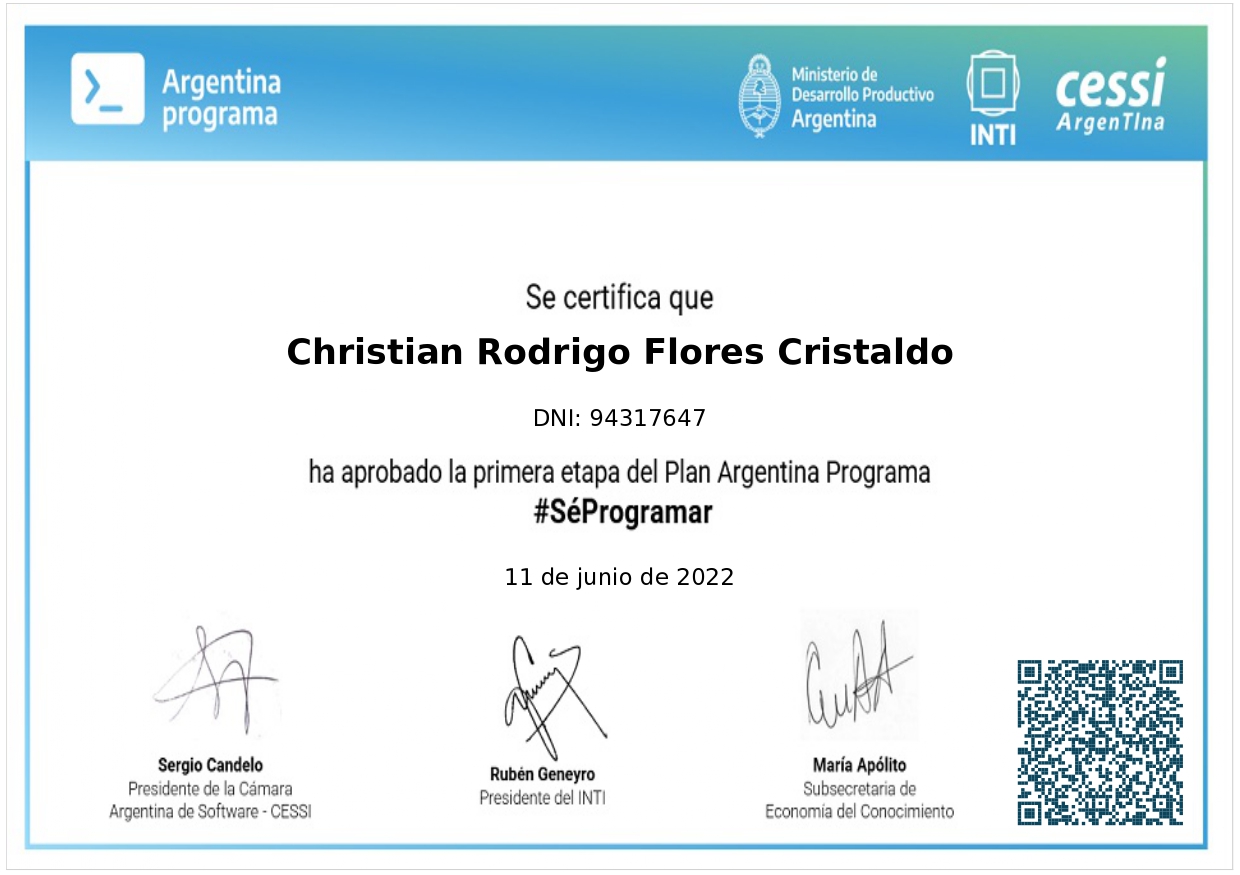 Argentina
programa
Ministerio de
Desarrollo Productivo
Argentina
INTI
cessi
ArgenTIna
Se certifica que
Christian Rodrigo Flores Cristaldo
DNI: 94317647
ha aprobado la primera etapa del Plan Argentina Programa
#SéProgramar
11 de junio de 2022
Sergio Candelo
Presidente de la Cámara
Argentina de Software - CESSI
Rubén Geneyro
Presidente del INTI
María Apólito
Subsecretaria de
Economía del Conocimiento